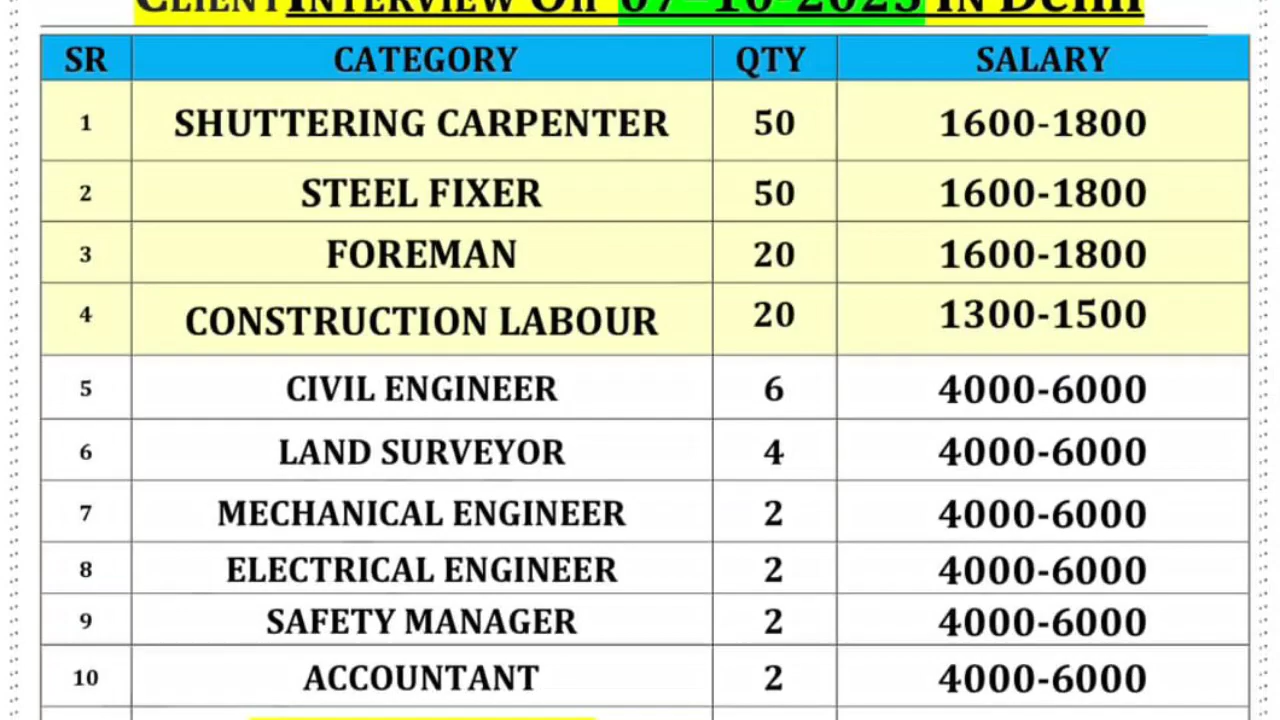 CLIENT INTERVIEW On 07-10-2023 IN Delhi
SR CATEGORY QTY SALARY
1 SHUTTERING CARPENTER 50 1600-1800
2 STEEL FIXER 50 1600-1800
3 FOREMAN 20 1600-1800
4 CONSTRUCTION LABOUR 20 1300-1500
5 CIVIL ENGINEER 6 4000-6000
6 LAND SURVEYOR 4 4000-6000
7 MECHANICAL ENGINEER 2 4000-6000
8 ELECTRICAL ENGINEER 2 4000-6000
9 SAFETY MANAGER 2 4000-6000
10 ACCOUNTANT 2 4000-6000